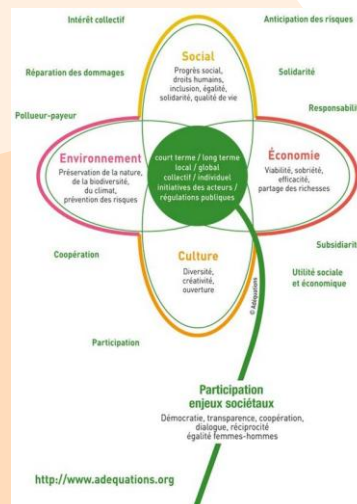 Intérêt collectif
Anticipation des risques
Social
Progrès social,
droits humains,
inclusion, égalité,
solidarité, qualité de vie
Réparation des dommages
Solidarité
Pollueur-payeur
Responsabili
Environnement
Préservation de la nature,
de la biodiversité,
du climat,
prévention des risques
court terme / long terme
local / global
collectif / individuel
initiatives des acteurs /
régulations publiques
Économie
Viabilité, sobriété,
efficacité,
partage des richesses
Coopération
Culture
Diversité,
créativité,
ouverture
Subsidiarit
Utilité sociale
et économique
© Adéquations
Participation
Participation
enjeux sociétaux
Démocratie, transparence, coopération,
dialogue, réciprocité
égalité femmes-hommes
http://www.adequations.org